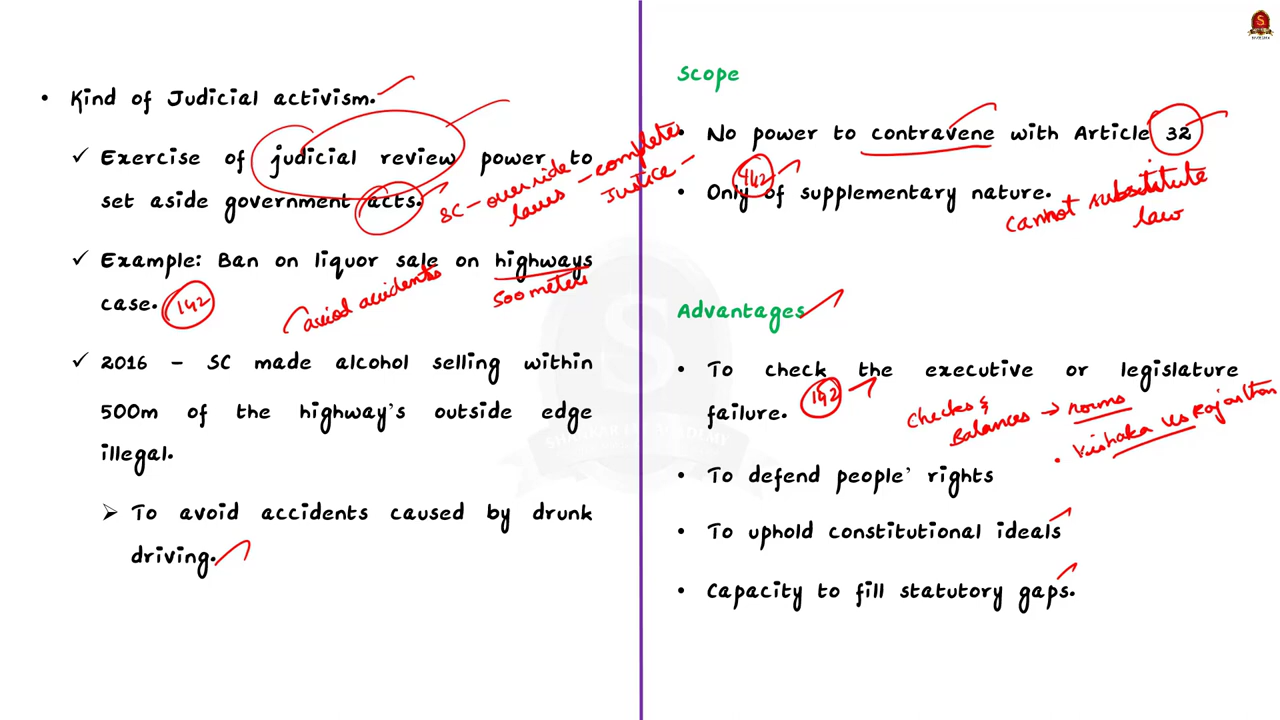 • Kind of Judicial activism.
✓ Exercise of judicial review power to
set aside government acts.
SC - override
laws - complete
Justice -
✓ Example: Ban on liquor sale on highways
case. 142
avoid accidents
500 meters
✓ 2016 - SC made alcohol selling within
500m of the highway's outside edge
illegal.
➢ To avoid accidents caused by drunk
driving.
Scope
• No power to contravene with Article 32
142
• Only of supplementary nature.
Cannot substitute
law
Advantages
• To check the executive or legislature
failure. 142
Checks &
Balances → norms
• Vishaka vs Rajasthan
• To defend people' rights
• To uphold constitutional ideals
• Capacity to fill statutory gaps.